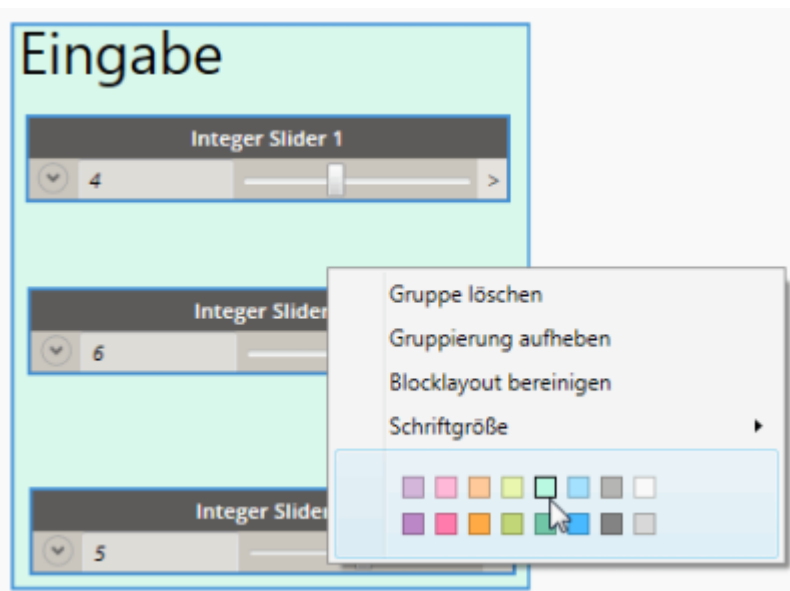 Eingabe
Integer Slider 1
4 >
Integer Slider
6
Gruppe löschen
Gruppierung aufheben
Blocklayout bereinigen
Schriftgröße
Integer Slider
5